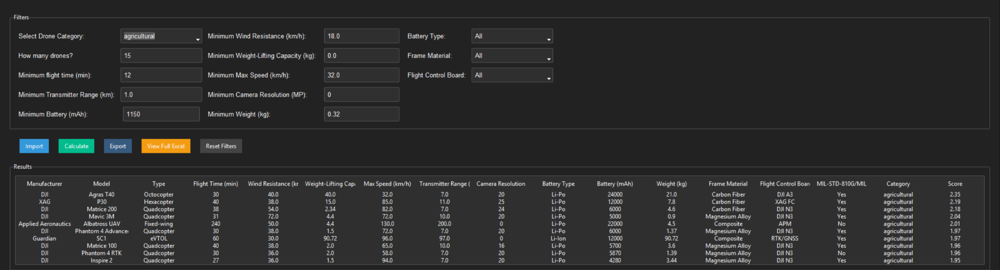 Filters
Select Drone Category: agricultural Minimum Wind Resistance (km/h): 18.0 Battery Type: All
How many drones? 15 Minimum Weight-Lifting Capacity (kg): 0.0 Frame Material: All
Minimum flight time (min): 12 Minimum Max Speed (km/h): 32.0 Flight Control Board: All
Minimum Transmitter Range (km): 1.0 Minimum Camera Resolution (MP): 0
Minimum Battery (mAh): 1150 Minimum Weight (kg): 0.32
Import Calculate Export View Full Excel Reset Filters
Results
Manufacturer Model Type Flight Time (min) Wind Resistance (kr Weight-Lifting Capa Max Speed (km/h) Transmitter Range ( Camera Resolution Battery Type Battery (mAh) Weight (kg) Frame Material Flight Control Boar MIL-STD-810G/MIL Category Score
DJI Agras T40 Octocopter 30 40.0 40.0 32.0 7.0 20 Li-Po 24000 21.0 Carbon Fiber DJI A3 Yes agricultural 2.35
XAG P30 Hexacopter 40 38.0 15.0 85.0 11.0 25 Li-Po 12000 7.8 Carbon Fiber XAG FC Yes agricultural 2.19
DJI Matrice 200 Quadcopter 38 54.0 2.34 82.0 7.0 24 Li-Po 6000 4.6 Carbon Fiber DJI N3 Yes agricultural 2.18
DJI Mavic 3M Quadcopter 31 72.0 4.4 72.0 10.0 20 Li-Po 5000 0.9 Magnesium Alloy DJI N3 Yes agricultural 2.04
Applied Aeronautics Albatross UAV Fixed-wing 240 50.0 4.4 130.0 200.0 0 Li-Po 22000 4.5 Composite APM No agricultural 2.01
DJI Phantom 4 Advance Quadcopter 30 38.0 1.5 72.0 7.0 20 Li-Po 6000 1.37 Magnesium Alloy DJI N3 Yes agricultural 1.97
Guardian SC1 eVTOL 60 30.0 90.72 96.0 97.0 0 Li-Ion 12000 90.72 Composite RTK/GNSS Yes agricultural 1.97
DJI Matrice 100 Quadcopter 40 38.0 2.0 65.0 10.0 16 Li-Po 5700 3.6 Magnesium Alloy DJI N3 Yes agricultural 1.96
DJI Phantom 4 RTK Quadcopter 30 36.0 2.0 58.0 7.0 20 Li-Po 5870 1.39 Magnesium Alloy DJI N3 No agricultural 1.96
DJI Inspire 2 Quadcopter 27 36.0 1.5 94.0 7.0 20 Li-Po 4280 3.44 Magnesium Alloy DJI N3 Yes agricultural 1.95